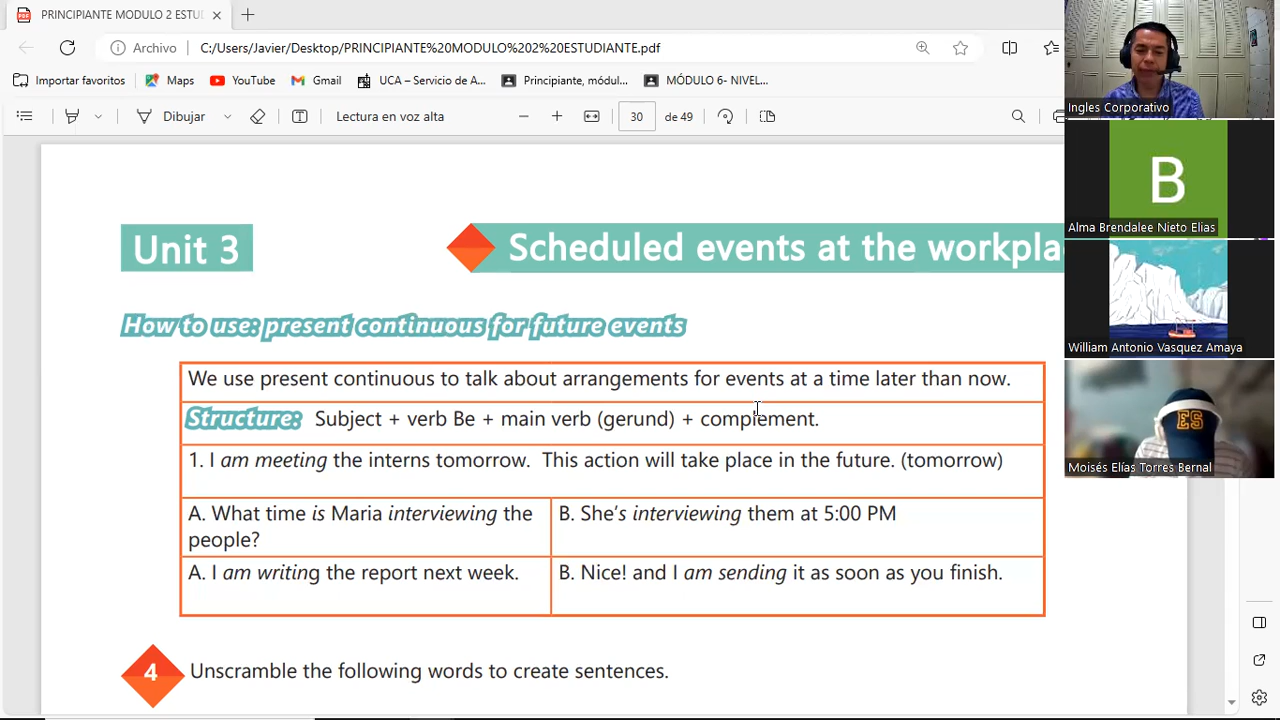 PRINCIPIANTE MODULO 2 ESTU
Archivo
C:/Users/Javier/Desktop/PRINCIPIANTE%20MODULO%202%20ESTUDIANTE.pdf
Importar favoritos
Maps
YouTube
Gmail
UCA – Servicio de A...
Principiante, módul...
MÓDULO 6- NIVEL...
Dibujar
Lectura en voz alta
30
de 49
Unit 3
Scheduled events at the workpla
How to use: present continuous for future events
We use present continuous to talk about arrangements for events at a time later than now.
Structure: Subject + verb Be + main verb (gerund) + complement.
1. I am meeting the interns tomorrow. This action will take place in the future. (tomorrow)
A. What time is Maria interviewing the people?
B. She's interviewing them at 5:00 PM
A. I am writing the report next week.
B. Nice! and I am sending it as soon as you finish.
4
Unscramble the following words to create sentences.
Ingles Corporativo
B
Alma Brendalee Nieto Elias
William Antonio Vasquez Amaya
ES
Moisés Elías Torres Bernal